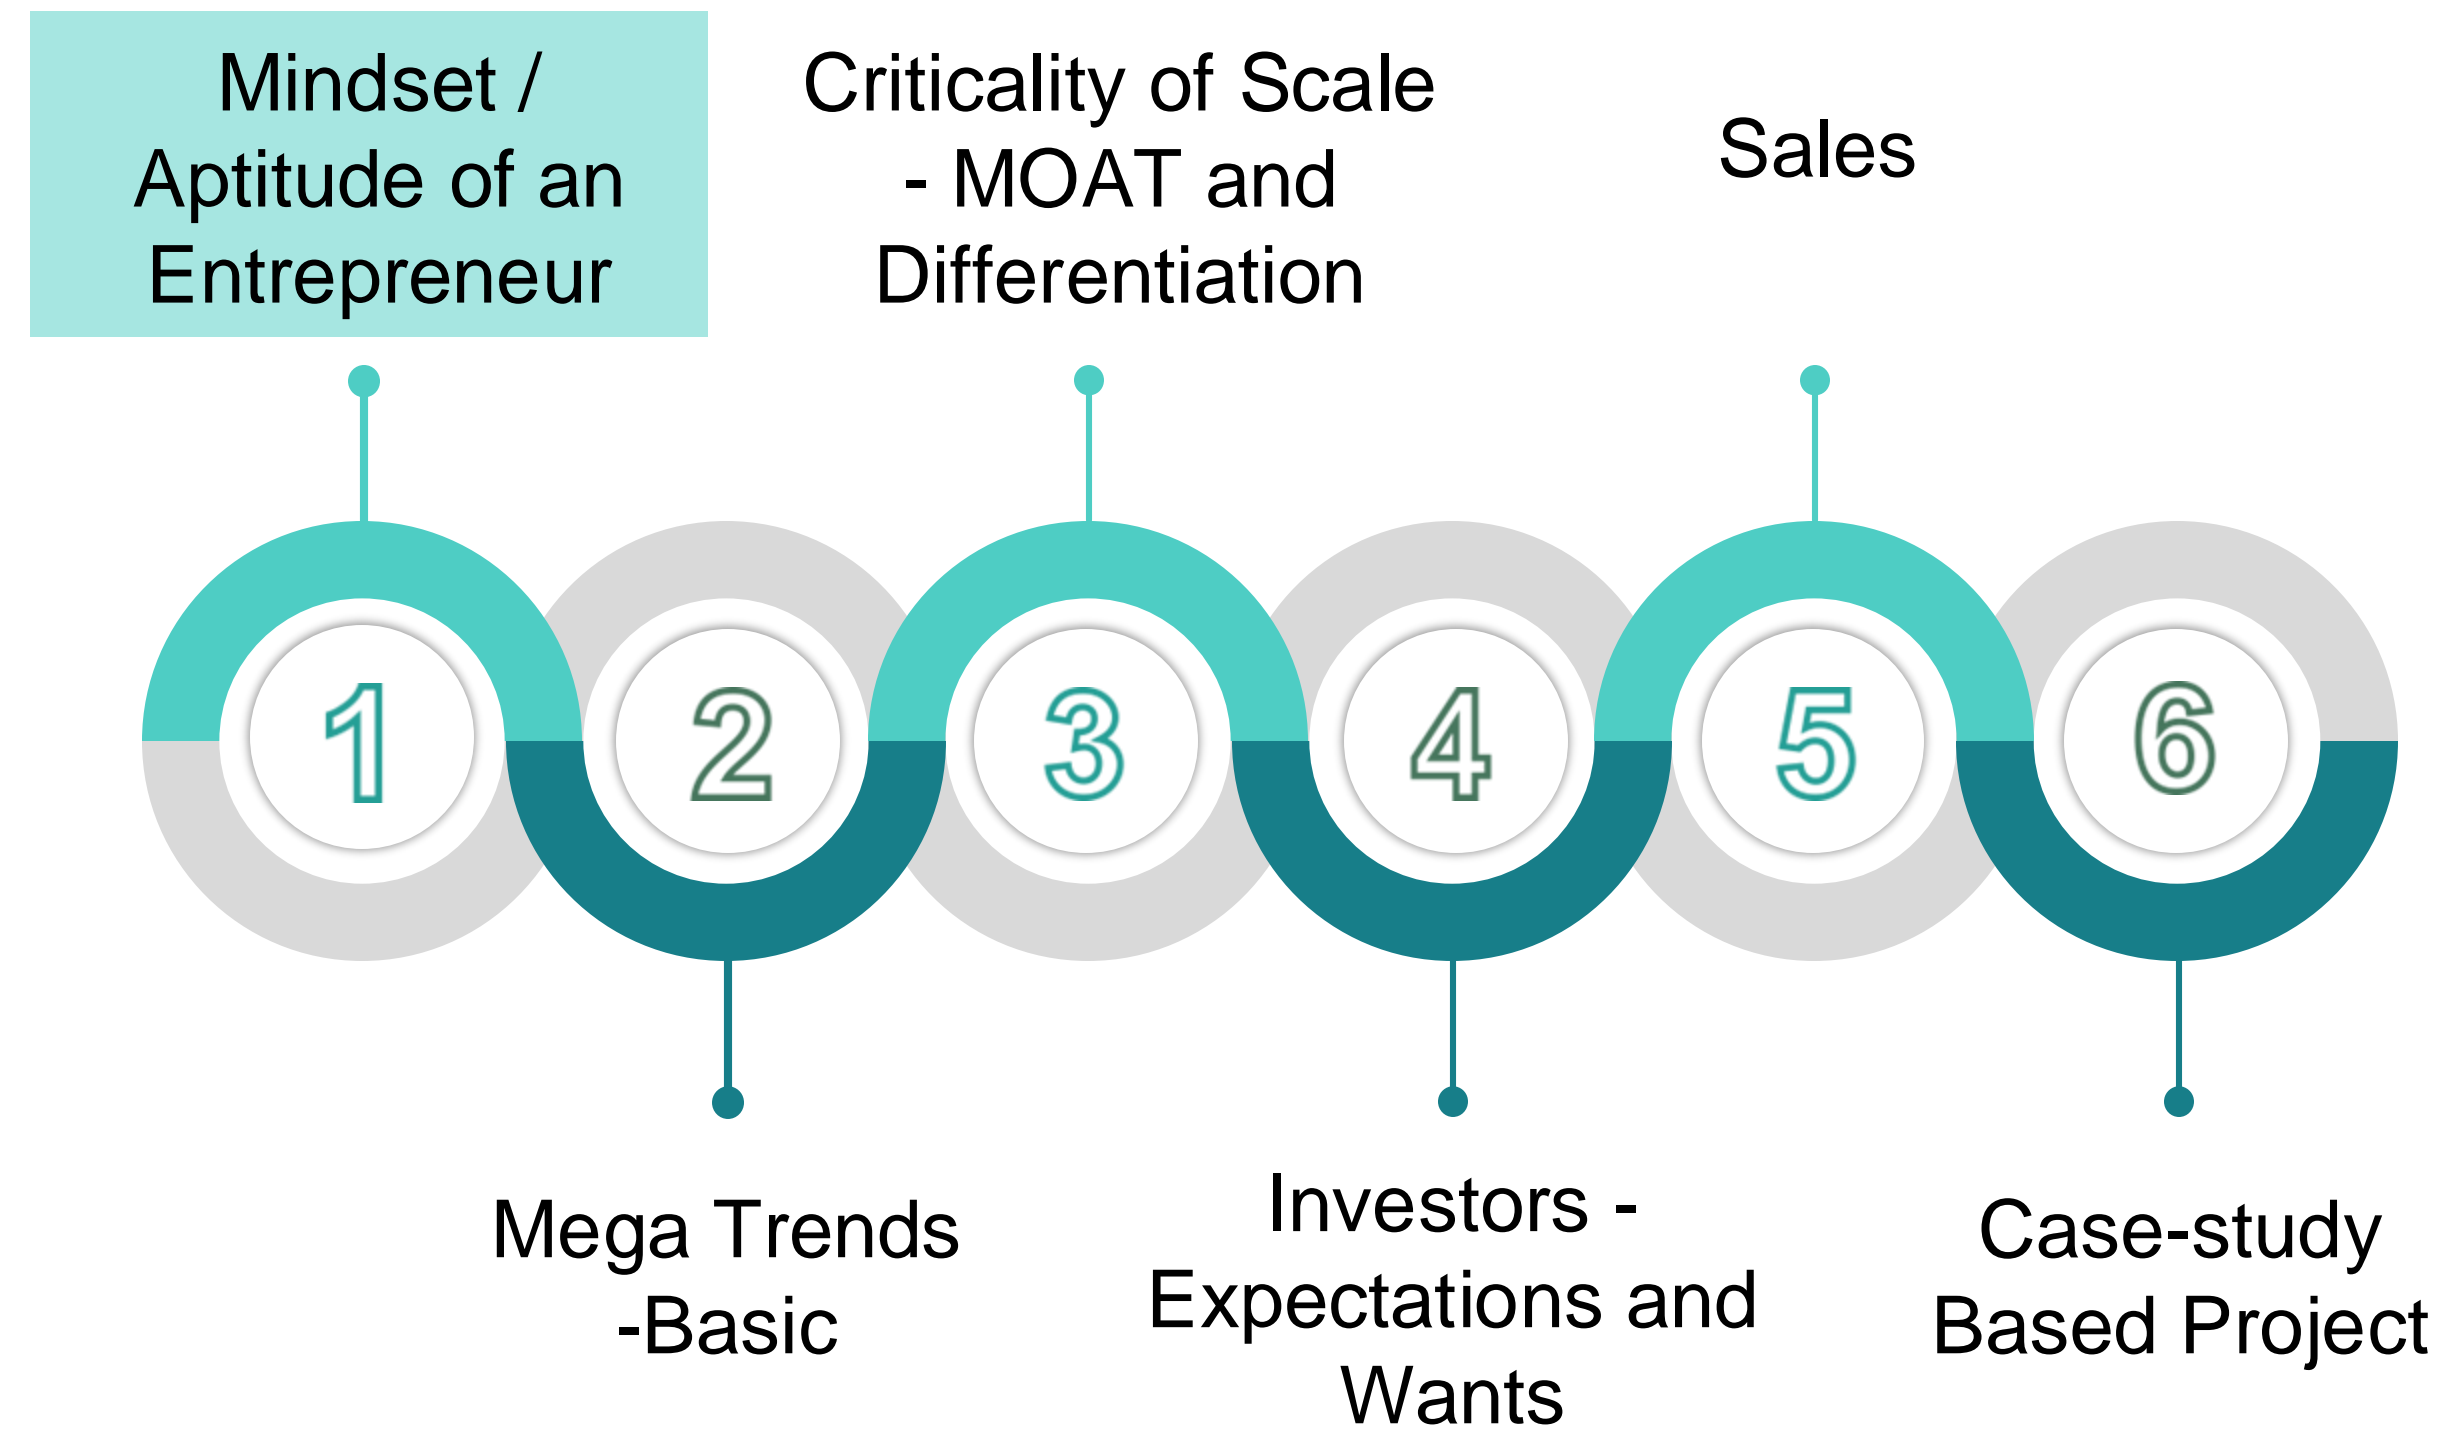 Mindset /
Aptitude of an
Entrepreneur
Criticality of Scale
- MOAT and
Differentiation
Sales
1
2
3
4
5
6
Mega Trends
-Basic
Investors -
Expectations and
Wants
Case-study
Based Project